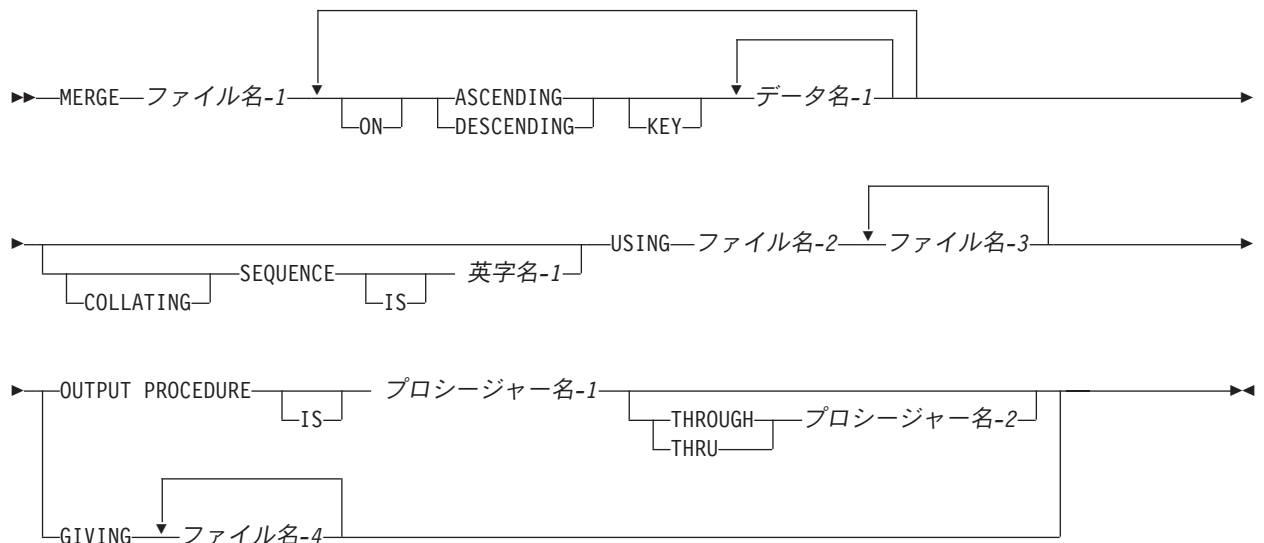 MERGE ファイル名-1 ASCENDING データ名-1
ON DESCENDING KEY
USING ファイル名-2 ファイル名-3
SEQUENCE 英字名-1
COLLATING IS
OUTPUT PROCEDURE プロシージャー名-1
IS THROUGH プロシージャー名-2
THRU
GIVING ファイル名-4